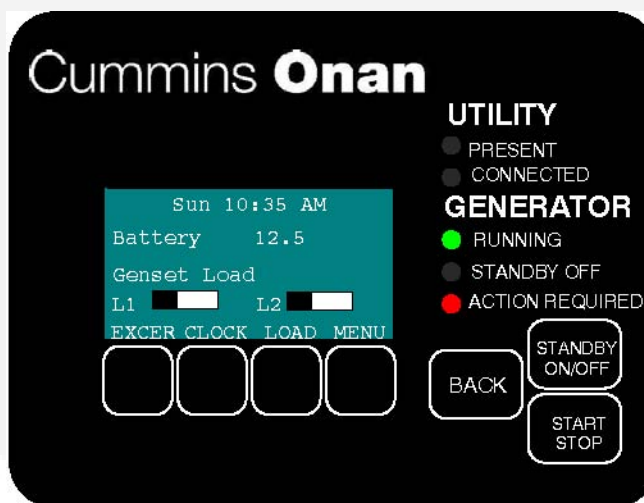 Cummins Onan
UTILITY
PRESENT
CONNECTED
GENERATOR
RUNNING
STANDBY OFF
ACTION REQUIRED
Sun 10:35 AM
Battery 12.5
Genset Load
L1 L2
EXCER CLOCK LOAD MENU
BACK
STANDBY
ON/OFF
START
STOP